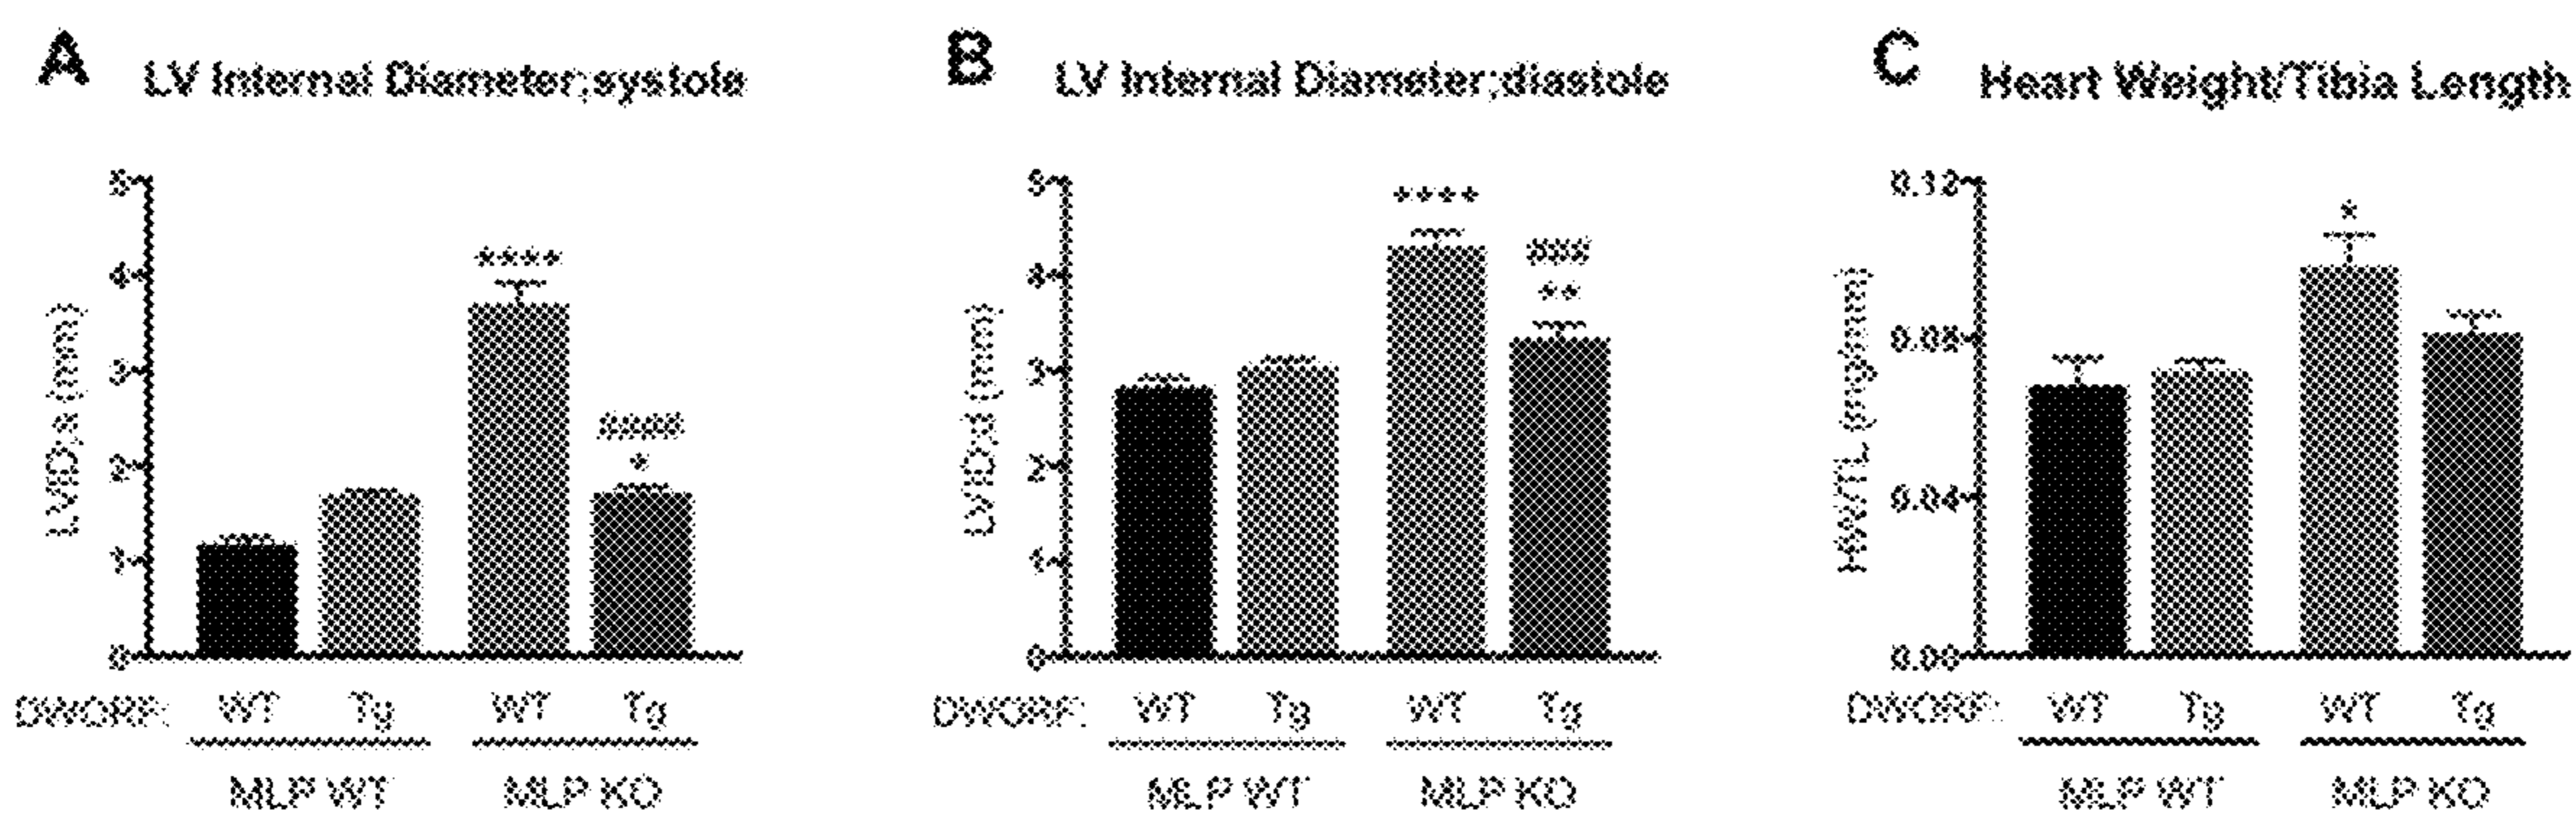 A LV Internal Diameter;systole
5
****
4
LVID;s (mm)
3
####
*
2
1
0
DWORF: WT Tg WT Tg
MLP WT MLP KO
B LV Internal Diameter;diastole
5
****
###
4
**
LVID;d (mm)
3
2
1
0
DWORF: WT Tg WT Tg
MLP WT MLP KO
C Heart Weight/Tibia Length
0.12
*
HW/TL (mg/mm)
0.08
0.04
0.00
DWORF: WT Tg WT Tg
MLP WT MLP KO